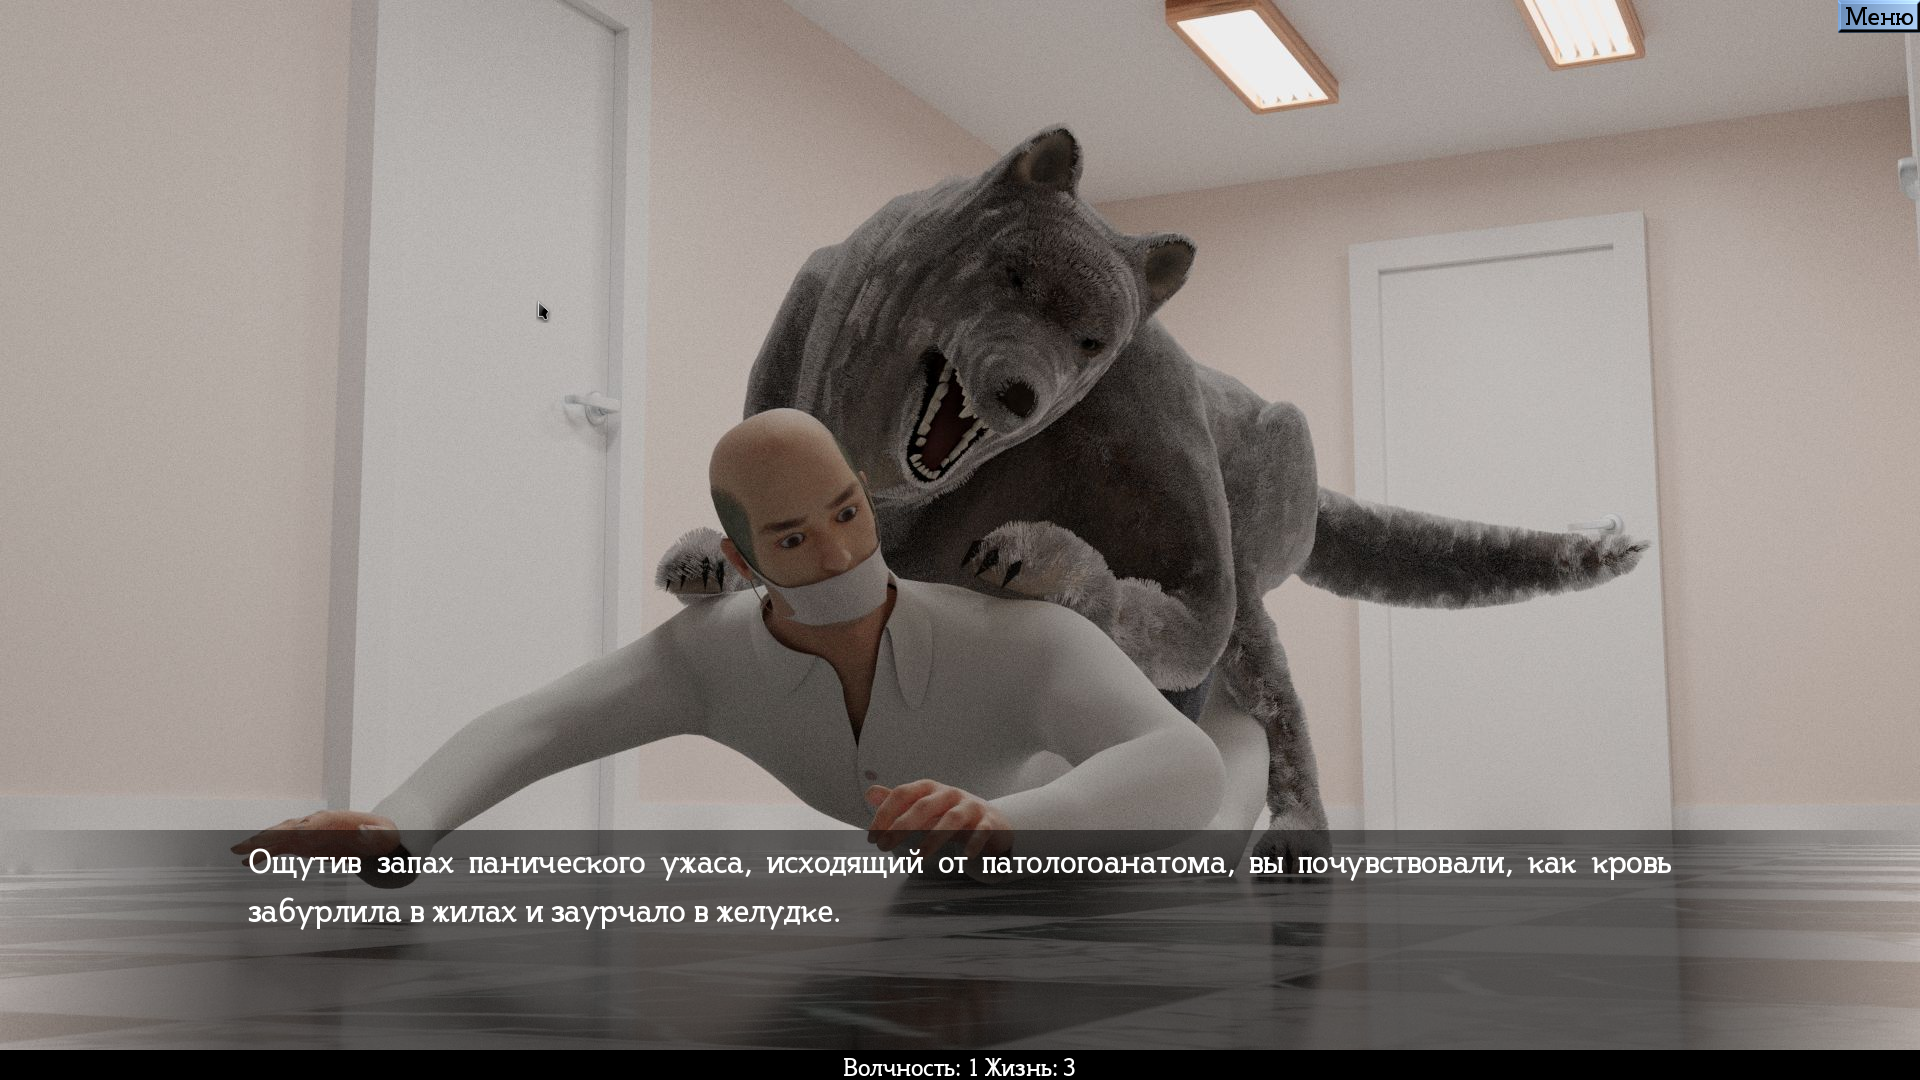 Меню
Ощутив запах панического ужаса, исходящий от патологоанатома, вы почувствовали, как кровь
забурлила в жилах и заурчало в желудке.
Волчность: 1 Жизнь: 3